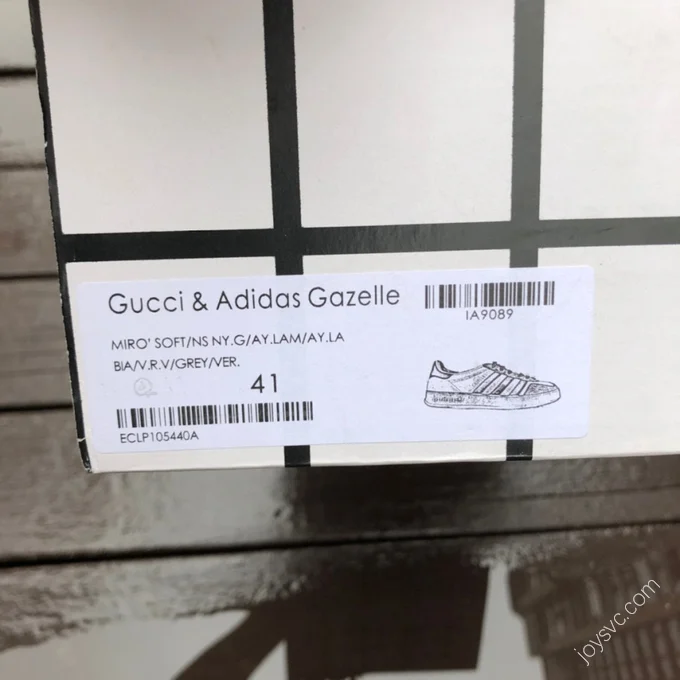 Gucci & Adidas Gazelle
IA9089
MIRO' SOFT/NS NY.G/AY.LAM/AY.LA
BIA/V.R.V/GREY/VER.
41
ECLP105440A
joysvc.com